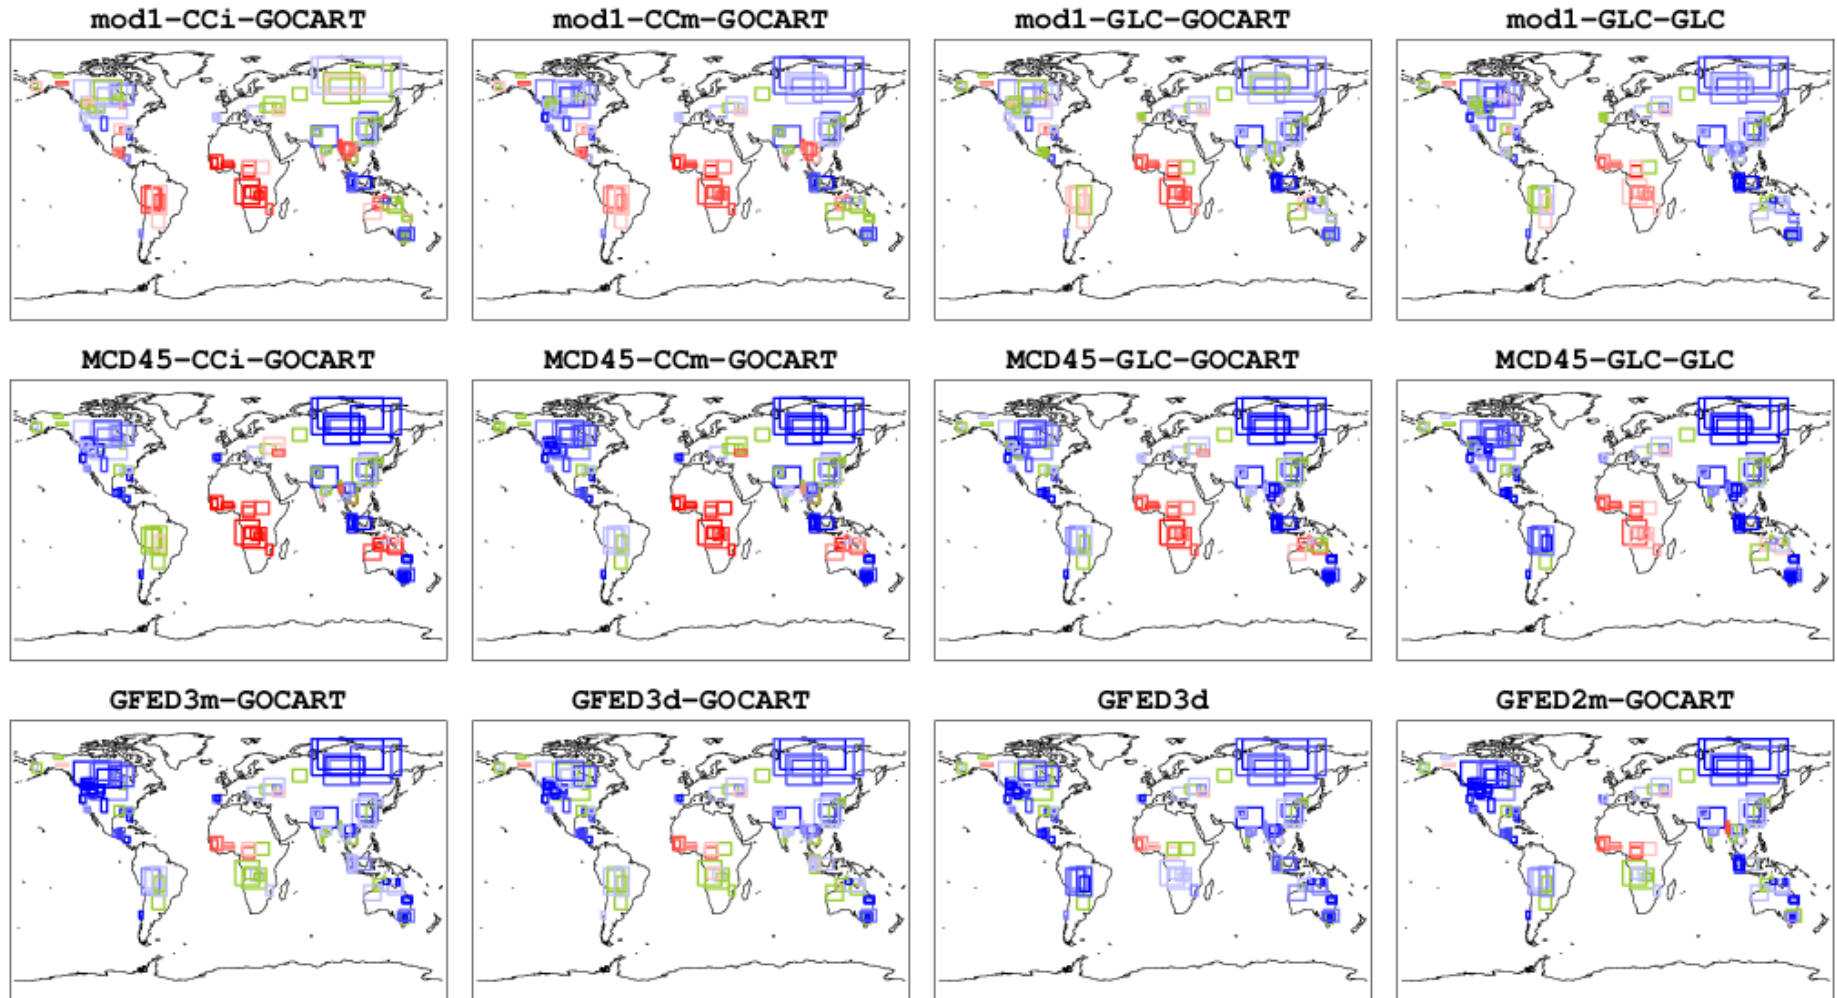 mod1-CCi-GOCART
mod1-CCm-GOCART
mod1-GLC-GOCART
mod1-GLC-GLC
MCD45-CCi-GOCART
MCD45-CCm-GOCART
MCD45-GLC-GOCART
MCD45-GLC-GLC
GFED3m-GOCART
GFED3d-GOCART
GFED3d
GFED2m-GOCART